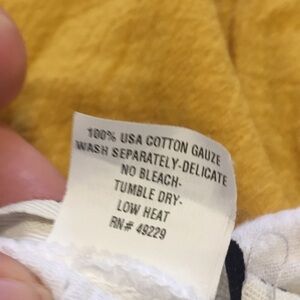 100% USA COTTON GAUZE
WASH SEPARATELY-DELICATE
NO BLEACH-
TUMBLE DRY-
LOW HEAT
RN# 49229